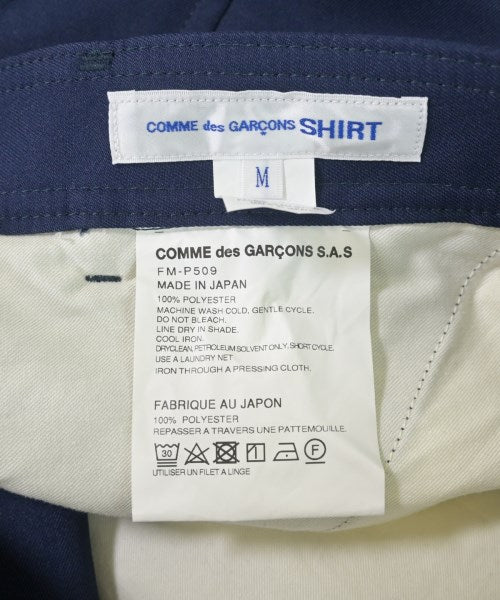 COMME des GARÇONS SHIRT
M
COMME des GARÇONS S.A.S
FM-P509
MADE IN JAPAN
100% POLYESTER
MACHINE WASH COLD, GENTLE CYCLE.
DO NOT BLEACH.
LINE DRY IN SHADE.
COOL IRON.
DRYCLEAN, PETROLEUM SOLVENT ONLY, SHORT CYCLE.
USE A LAUNDRY NET
IRON THROUGH A PRESSING CLOTH.
FABRIQUE AU JAPON
100% POLYESTER
REPASSER A TRAVERS UNE PATTEMOUILLE.
30 F
UTILISER UN FILET A LINGE